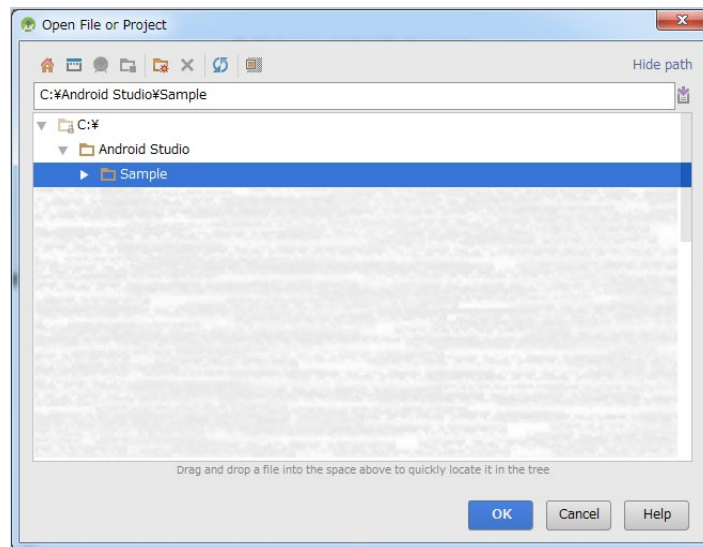 Open File or Project
Hide path
C:¥Android Studio¥Sample
C:¥
Android Studio
Sample
Drag and drop a file into the space above to quickly locate it in the tree
OK
Cancel
Help